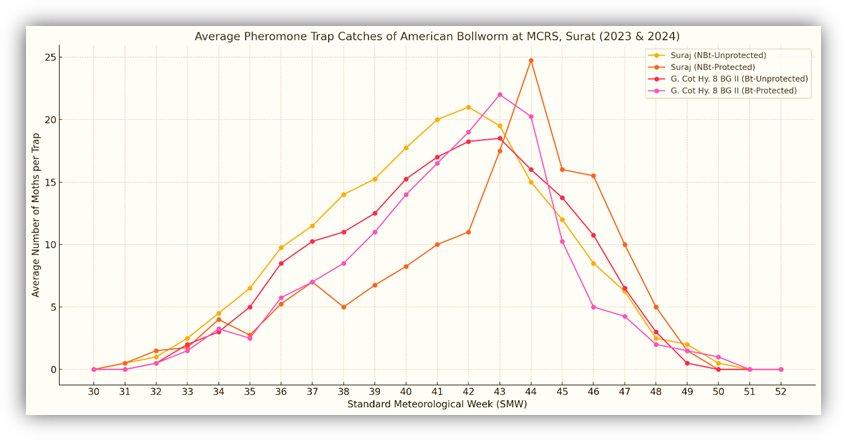 Average Pheromone Trap Catches of American Bollworm at MCRS, Surat (2023 & 2024)
Suraj (NBt-Unprotected)
Suraj (NBt-Protected)
G. Cot Hy. 8 BG II (Bt-Unprotected)
G. Cot Hy. 8 BG II (Bt-Protected)
Average Number of Moths per Trap
25
20
15
10
5
0
30 31 32 33 34 35 36 37 38 39 40 41 42 43 44 45 46 47 48 49 50 51 52
Standard Meteorological Week (SMW)